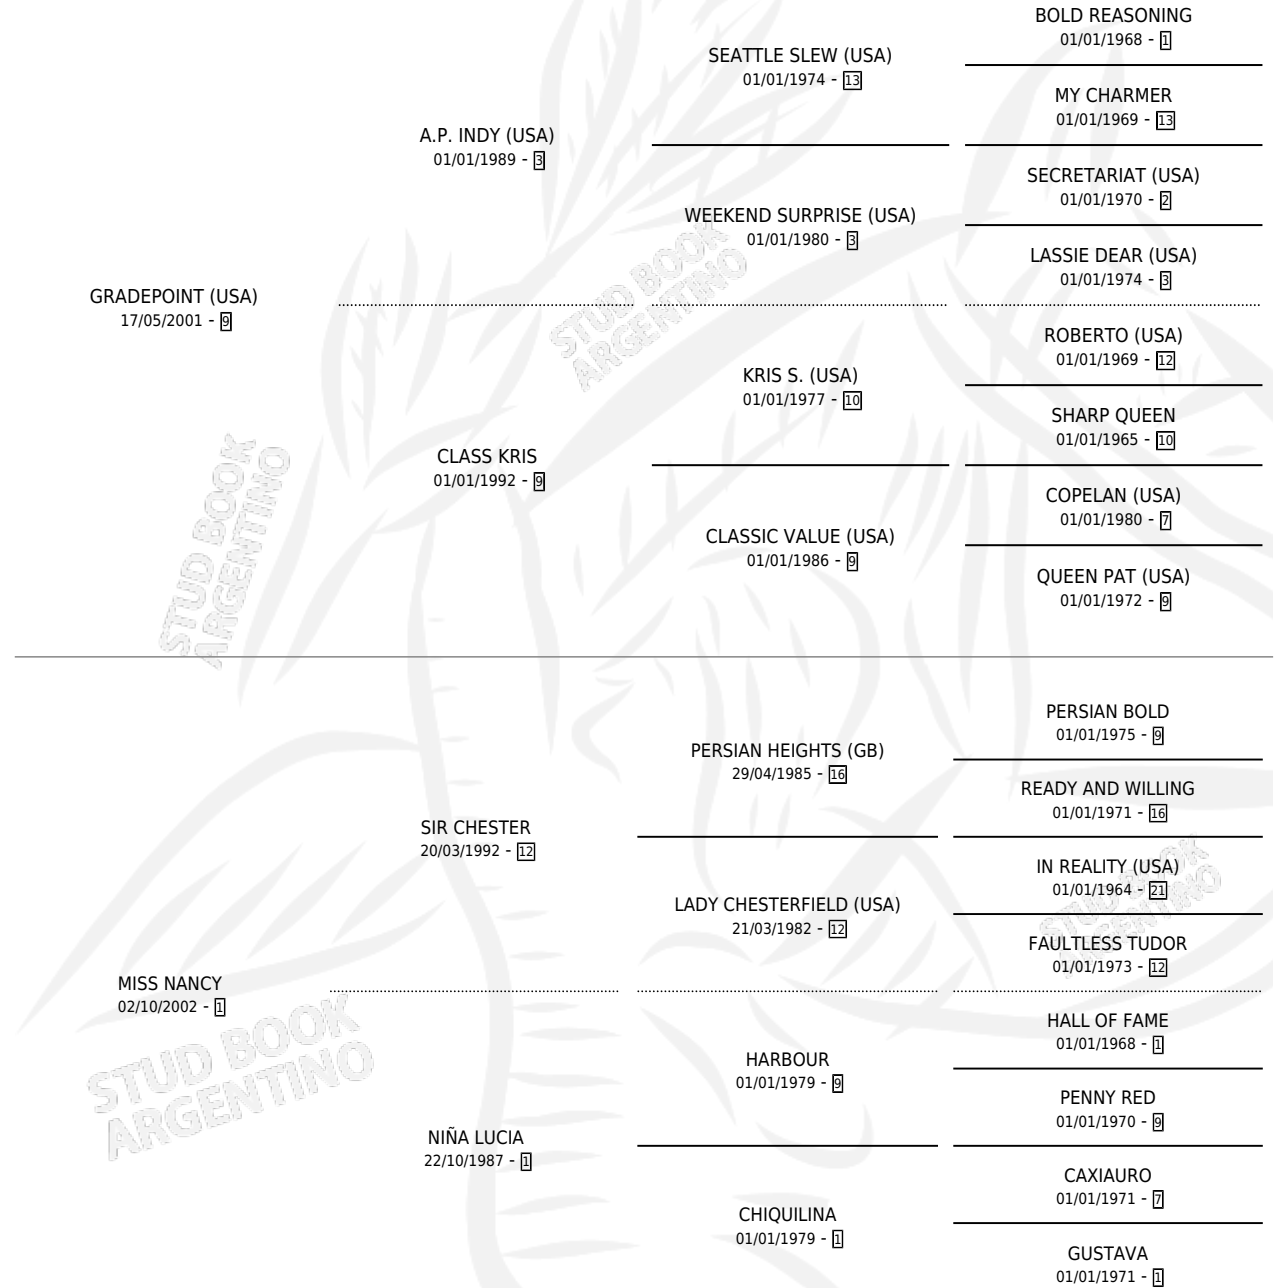 BOLD REASONING
01/01/1968 - 1
SEATTLE SLEW (USA)
01/01/1974 - 13
MY CHARMER
01/01/1969 - 13
A.P. INDY (USA)
01/01/1989 - 3
SECRETARIAT (USA)
01/01/1970 - 2
WEEKEND SURPRISE (USA)
01/01/1980 - 3
LASSIE DEAR (USA)
01/01/1974 - 3
GRADEPOINT (USA)
17/05/2001 - 9
STUD BOOK
ARGENTINO
ROBERTO (USA)
01/01/1969 - 12
KRIS S. (USA)
01/01/1977 - 10
SHARP QUEEN
01/01/1965 - 10
CLASS KRIS
01/01/1992 - 9
COPELAN (USA)
01/01/1980 - 7
CLASSIC VALUE (USA)
01/01/1986 - 9
QUEEN PAT (USA)
01/01/1972 - 9
STUD BOOK
ARGENTINO
PERSIAN BOLD
01/01/1975 - 9
PERSIAN HEIGHTS (GB)
29/04/1985 - 16
READY AND WILLING
01/01/1971 - 16
SIR CHESTER
20/03/1992 - 12
IN REALITY (USA)
01/01/1964 - 21
LADY CHESTERFIELD (USA)
21/03/1982 - 12
STUD BOOK
ARGENTINO
FAULTLESS TUDOR
01/01/1973 - 12
MISS NANCY
02/10/2002 - 1
HALL OF FAME
01/01/1968 - 1
HARBOUR
01/01/1979 - 9
STUD BOOK
ARGENTINO
PENNY RED
01/01/1970 - 9
NIÑA LUCIA
22/10/1987 - 1
CAXIAURO
01/01/1971 - 7
CHIQUILINA
01/01/1979 - 1
GUSTAVA
01/01/1971 - 1